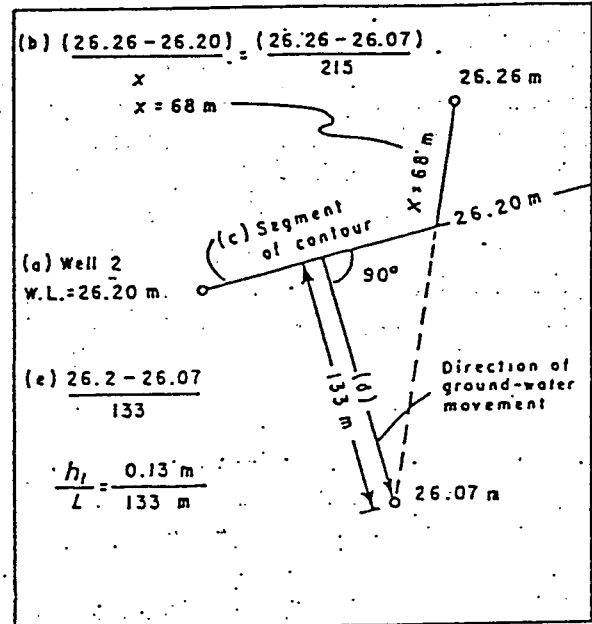 (b) (26.26 – 26.20) / x = (26.26 – 26.07) / 215
x = 68 m
26.26 m
X = 68. m
26.20 m
(c) Segment of contour
(a) Well 2
W.L. = 26.20 m.
90°
(e) 26.2 – 26.07 / 133
(d)
133 m
Direction of
ground-water
movement
h₁ / L = 0.13 m / 133 m
26.07 m